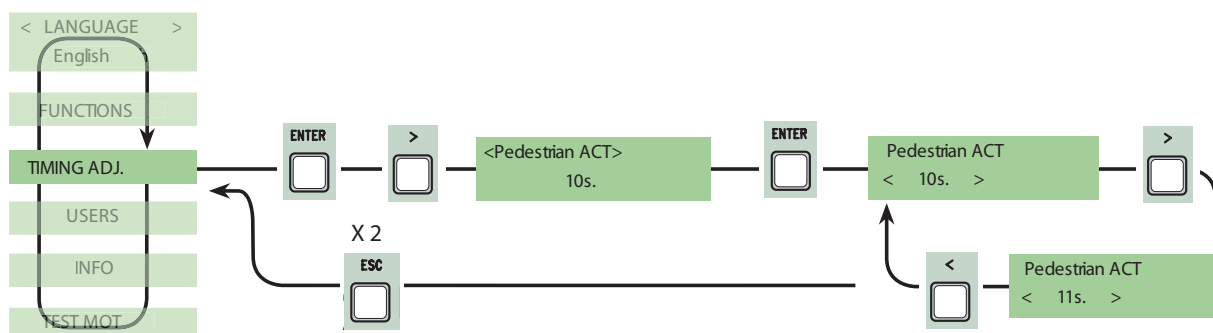 < LANGUAGE >
English
FUNCTIONS
TIMING ADJ.
USERS
INFO
TEST MOT
ENTER
>
<Pedestrian ACT>
10s.
ENTER
Pedestrian ACT
< 10s. >
>
X 2
ESC
<
Pedestrian ACT
< 11s. >